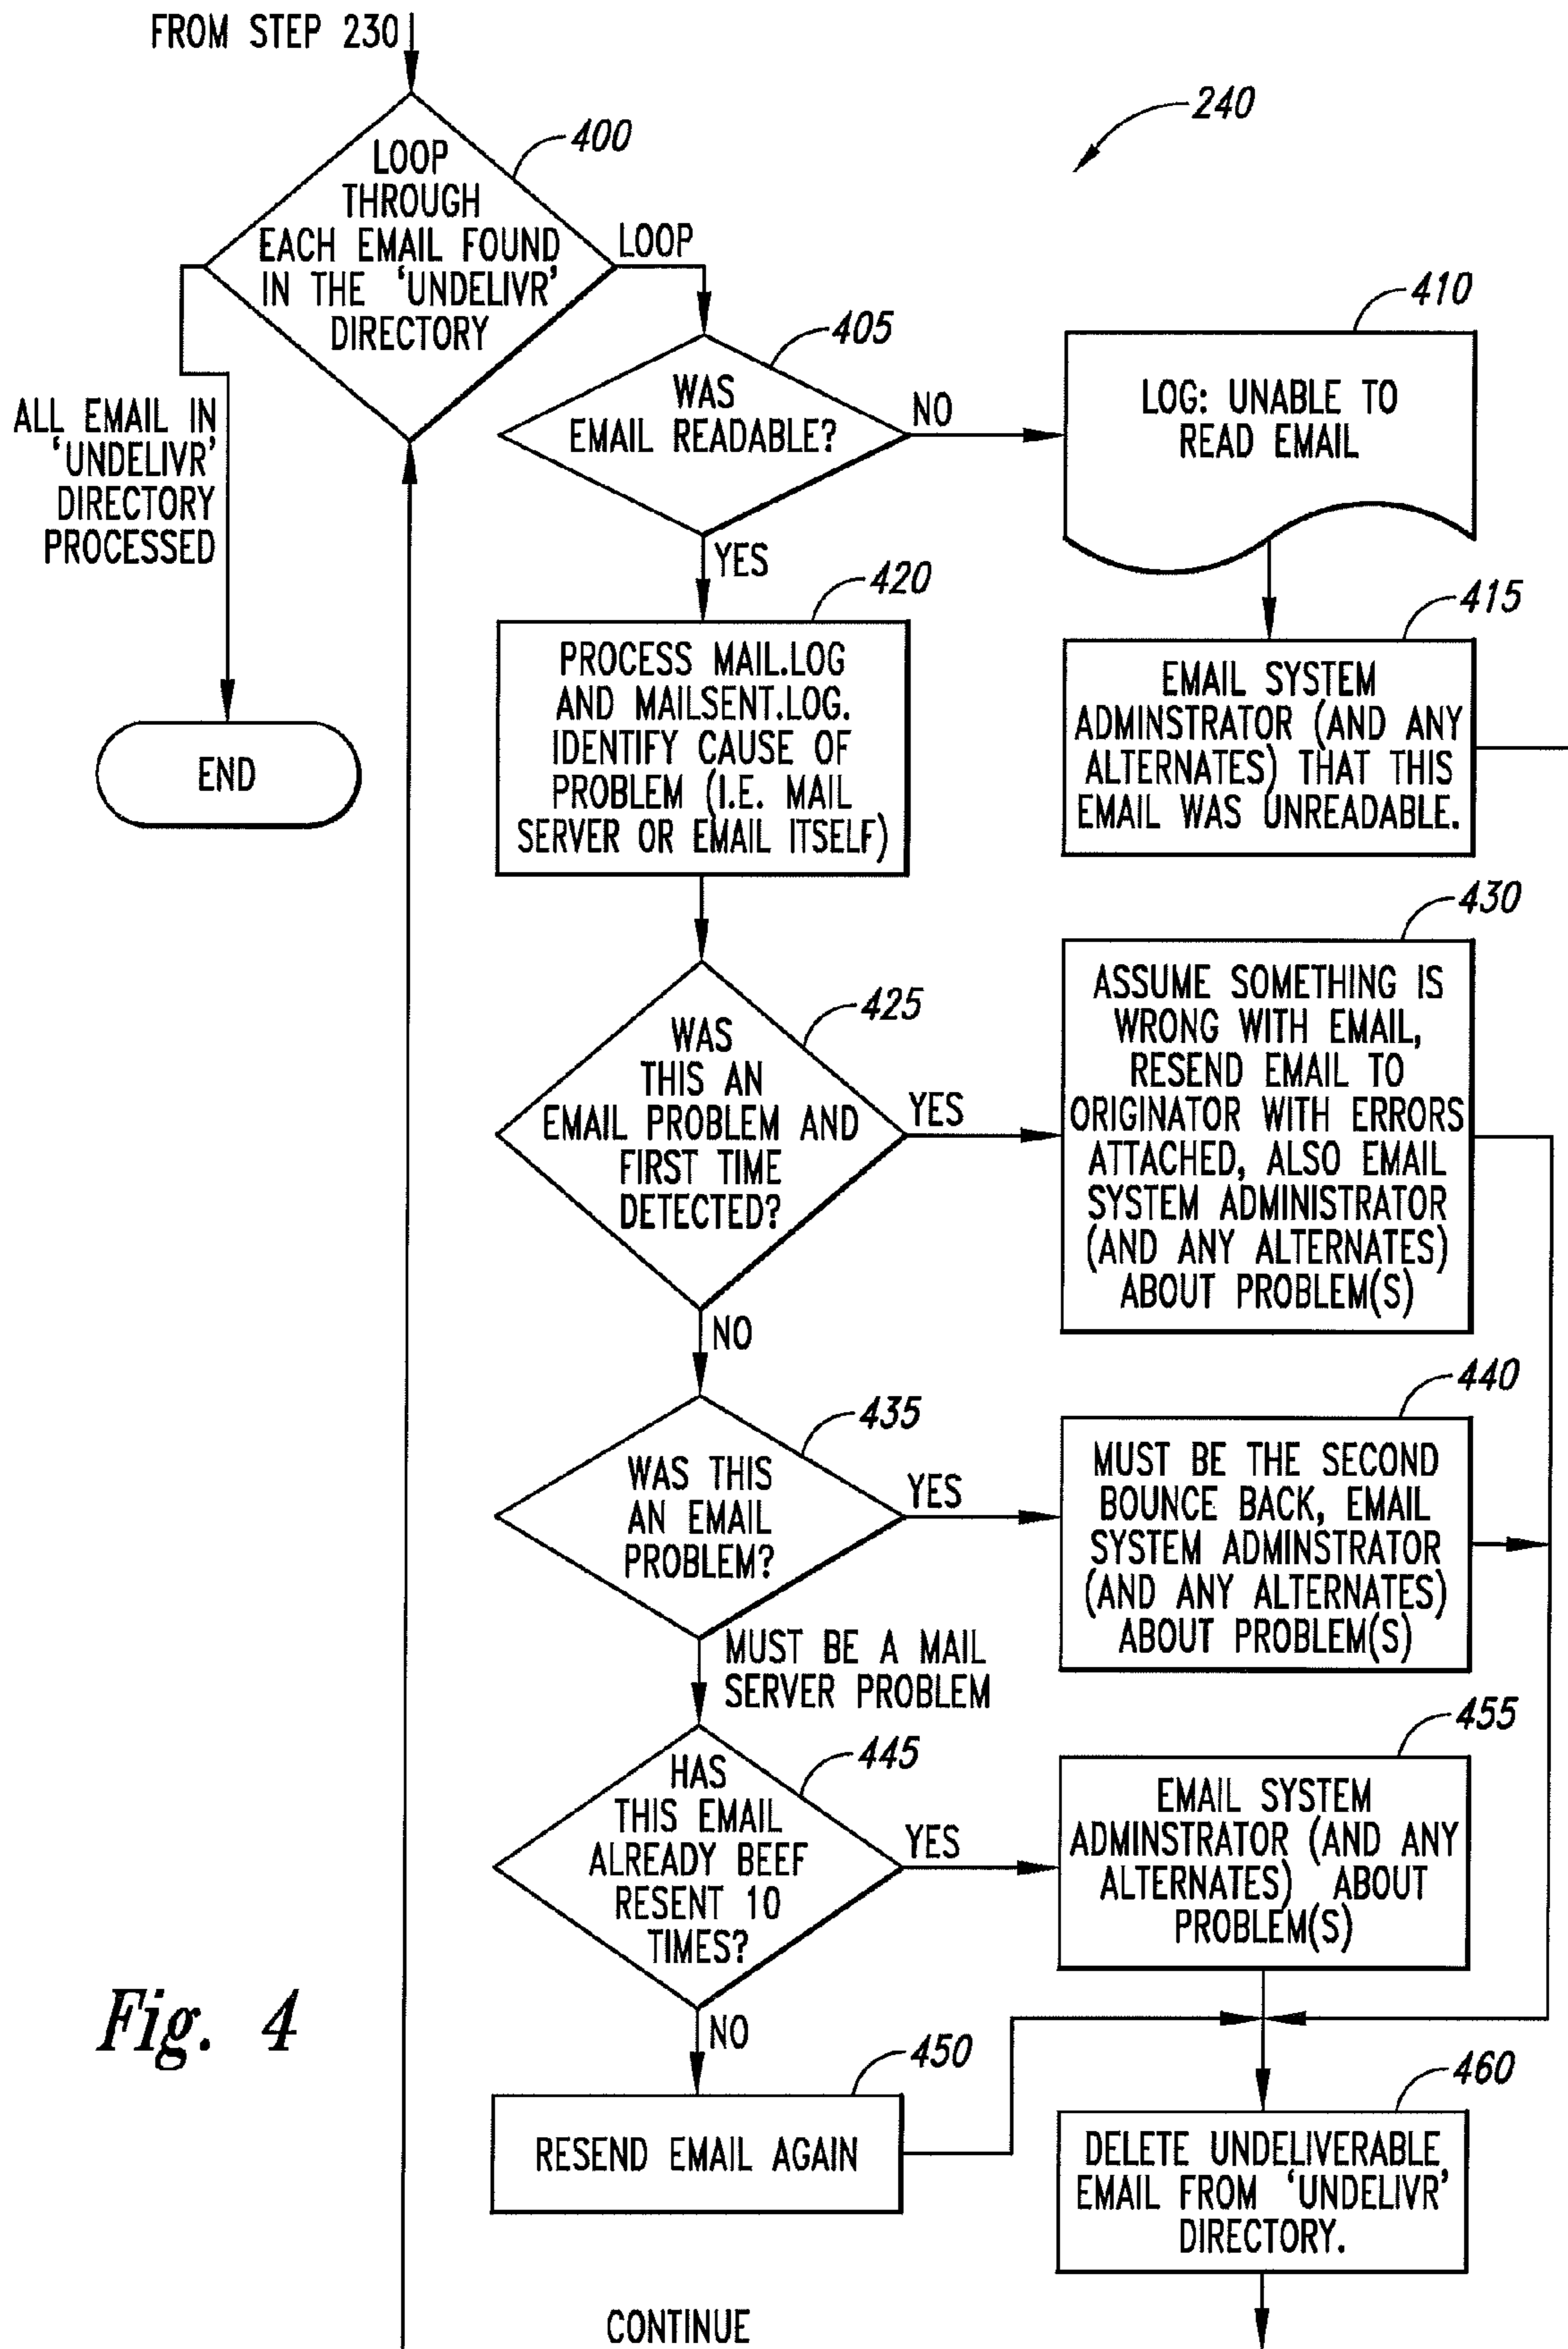 FROM STEP 230
240
400
LOOP
THROUGH
EACH EMAIL FOUND
IN THE 'UNDELIVR'
DIRECTORY
LOOP
ALL EMAIL IN
'UNDELIVR'
DIRECTORY
PROCESSED
END
405
WAS
EMAIL READABLE?
NO
410
LOG: UNABLE TO
READ EMAIL
YES
415
EMAIL SYSTEM
ADMINSTRATOR (AND ANY
ALTERNATES) THAT THIS
EMAIL WAS UNREADABLE.
420
PROCESS MAIL.LOG
AND MAILSENT.LOG.
IDENTIFY CAUSE OF
PROBLEM (I.E. MAIL
SERVER OR EMAIL ITSELF)
425
WAS
THIS AN
EMAIL PROBLEM AND
FIRST TIME
DETECTED?
YES
430
ASSUME SOMETHING IS
WRONG WITH EMAIL,
RESEND EMAIL TO
ORIGINATOR WITH ERRORS
ATTACHED, ALSO EMAIL
SYSTEM ADMINISTRATOR
(AND ANY ALTERNATES)
ABOUT PROBLEM(S)
NO
435
WAS THIS
AN EMAIL
PROBLEM?
YES
440
MUST BE THE SECOND
BOUNCE BACK, EMAIL
SYSTEM ADMINSTRATOR
(AND ANY ALTERNATES)
ABOUT PROBLEM(S)
MUST BE A MAIL
SERVER PROBLEM
445
HAS
THIS EMAIL
ALREADY BEEF
RESENT 10
TIMES?
YES
455
EMAIL SYSTEM
ADMINSTRATOR (AND ANY
ALTERNATES) ABOUT
PROBLEM(S)
NO
450
RESEND EMAIL AGAIN
460
DELETE UNDELIVERABLE
EMAIL FROM 'UNDELIVR'
DIRECTORY.
CONTINUE
Fig. 4